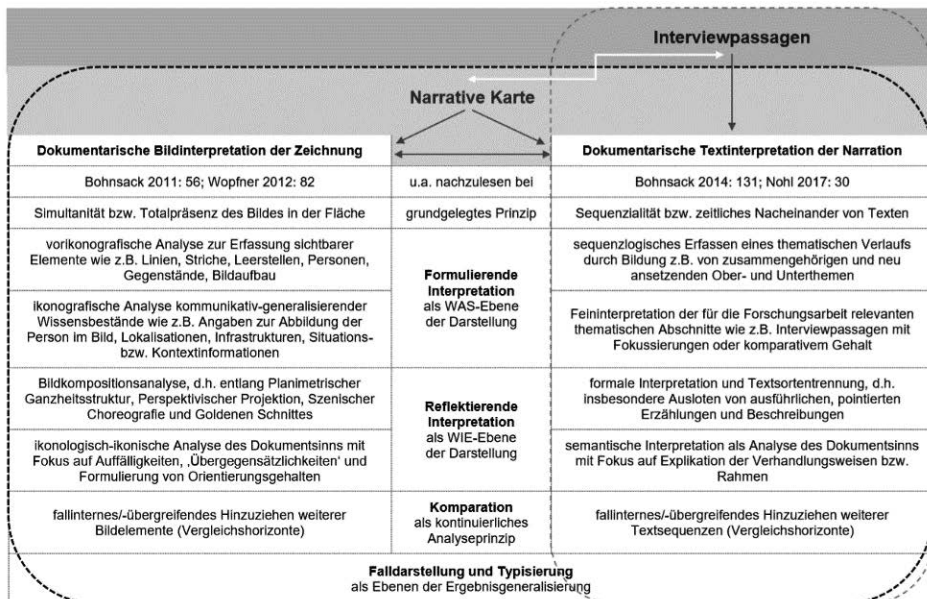 Interviewpassagen
Narrative Karte
Dokumentarische Bildinterpretation der Zeichnung
Dokumentarische Textinterpretation der Narration
Bohnsack 2011: 56; Wopfner 2012: 82
u.a. nachzulesen bei
Bohnsack 2014: 131; Nohl 2017: 30
Simultanität bzw. Totalpräsenz des Bildes in der Fläche
grundgelegtes Prinzip
Sequenzialität bzw. zeitliches Nacheinander von Texten
vorikonografische Analyse zur Erfassung sichtbarer
Elemente wie z.B. Linien, Striche, Leerstellen, Personen,
Gegenstände, Bildaufbau
ikonografische Analyse kommunikativ-generalisierender
Wissensbestände wie z.B. Angaben zur Abbildung der
Person im Bild, Lokalisationen, Infrastrukturen, Situations-
bzw. Kontextinformationen
Formulierende
Interpretation
als WAS-Ebene
der Darstellung
sequenzlogisches Erfassen eines thematischen Verlaufs
durch Bildung z.B. von zusammengehörigen und neu
ansetzenden Ober- und Unterthemen
Feininterpretation der für die Forschungsarbeit relevanten
thematischen Abschnitte wie z.B. Interviewpassagen mit
Fokussierungen oder komparativem Gehalt
Bildkompositionsanalyse, d.h. entlang Planimetrischer
Ganzheitsstruktur, Perspektivischer Projektion, Szenischer
Choreografie und Goldenen Schnittes
ikonologisch-ikonische Analyse des Dokumentsinns mit
Fokus auf Auffälligkeiten, ‚Übergegensätzlichkeiten‘ und
Formulierung von Orientierungsgehalten
Reflektierende
Interpretation
als WIE-Ebene
der Darstellung
formale Interpretation und Textsortentrennung, d.h.
insbesondere Ausloten von ausführlichen, pointierten
Erzählungen und Beschreibungen
semantische Interpretation als Analyse des Dokumentsinns
mit Fokus auf Explikation der Verhandlungsweisen bzw.
Rahmen
fallinternes/-übergreifendes Hinzuziehen weiterer
Bildelemente (Vergleichshorizonte)
Komparation
als kontinuierliches
Analyseprinzip
fallinternes/-übergreifendes Hinzuziehen weiterer
Textsequenzen (Vergleichshorizonte)
Falldarstellung und Typisierung
als Ebenen der Ergebnisgeneralisierung